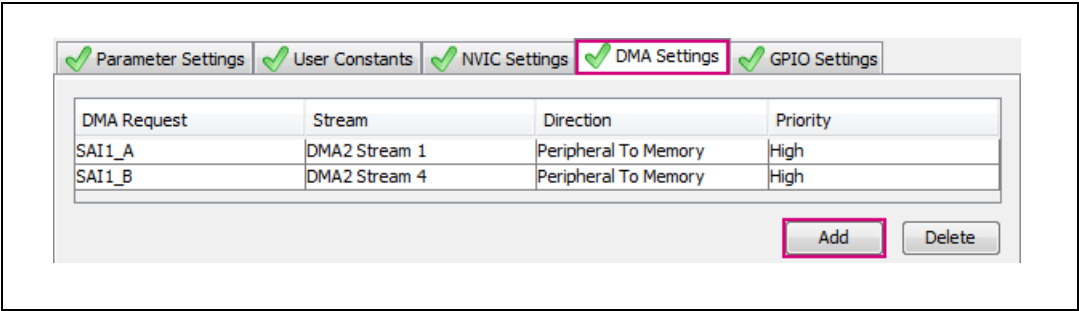 Parameter Settings User Constants NVIC Settings DMA Settings GPIO Settings
DMA Request Stream Direction Priority
SAI1_A DMA2 Stream 1 Peripheral To Memory High
SAI1_B DMA2 Stream 4 Peripheral To Memory High
Add Delete